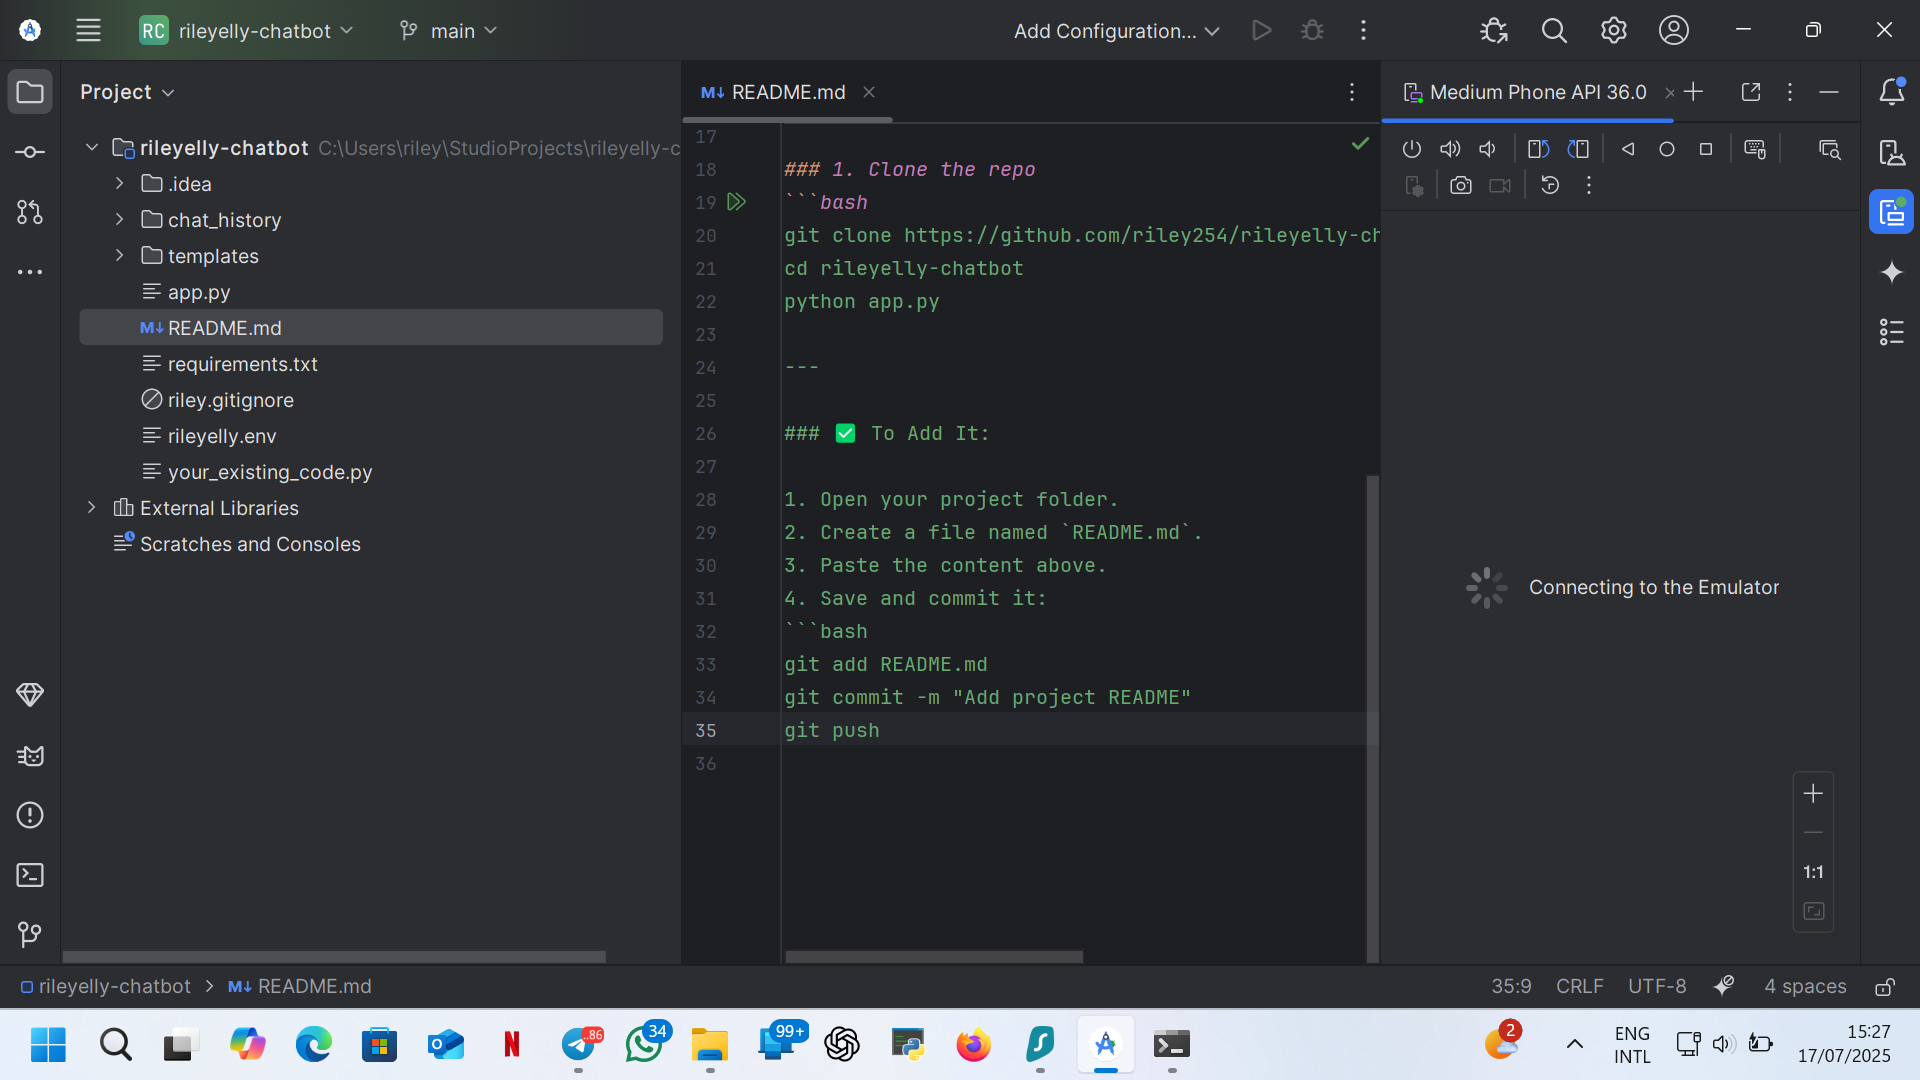 RC rileyelly-chatbot
main
Add Configuration...
Project
README.md
Medium Phone API 36.0
rileyelly-chatbot C:\Users\riley\StudioProjects\rileyelly-c
.idea
chat_history
templates
app.py
README.md
requirements.txt
riley.gitignore
rileyelly.env
your_existing_code.py
External Libraries
Scratches and Consoles
17
18 ### 1. Clone the repo
19 ```bash
20 git clone https://github.com/riley254/rileyelly-ch
21 cd rileyelly-chatbot
22 python app.py
23
24 ---
25
26 ### ✅ To Add It:
27
28 1. Open your project folder.
29 2. Create a file named `README.md`.
30 3. Paste the content above.
31 4. Save and commit it:
32 ```bash
33 git add README.md
34 git commit -m "Add project README"
35 git push
36
Connecting to the Emulator
1:1
rileyelly-chatbot > M↓ README.md
35:9 CRLF UTF-8 4 spaces
..86
34
99+
2
ENG
INTL
15:27
17/07/2025